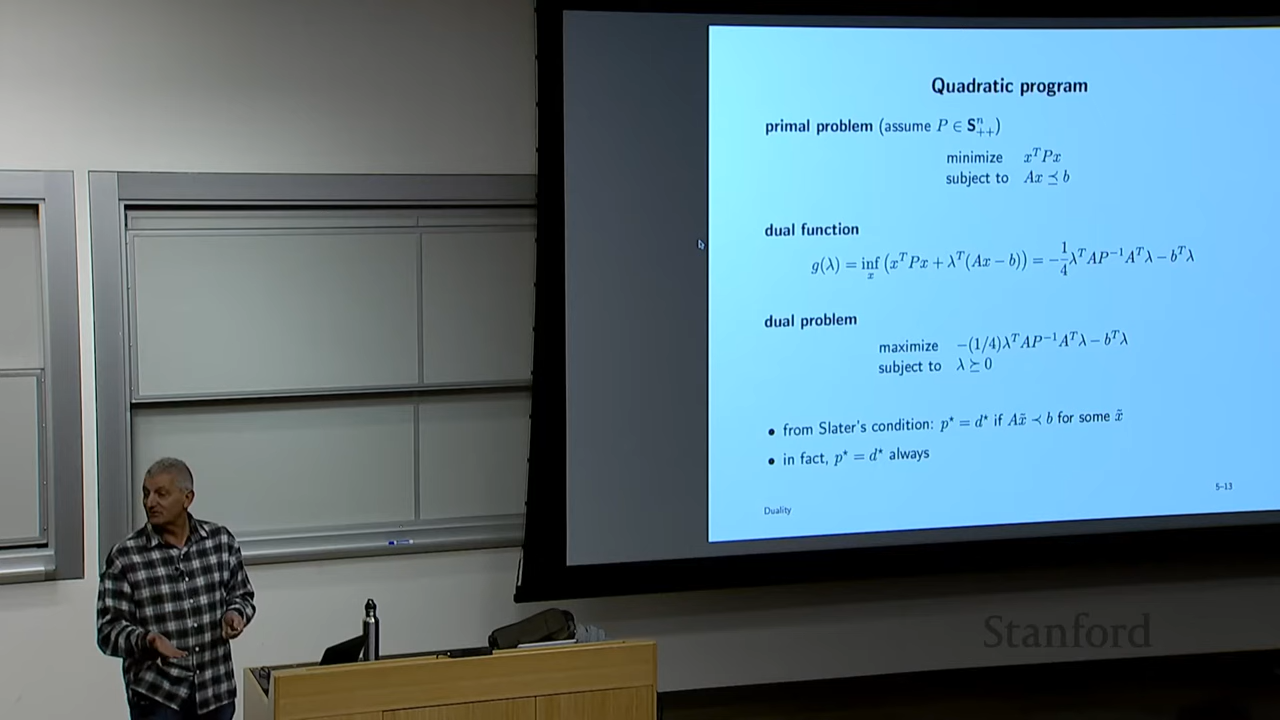 Quadratic program
primal problem (assume P ∈ S^n_{++})
minimize x^T Px
subject to Ax ⪯ b
dual function
g(λ) = inf_x (x^T Px + λ^T(Ax − b)) = −\frac{1}{4}λ^T AP^{−1}A^T λ − b^T λ
dual problem
maximize −(1/4)λ^T AP^{−1}A^T λ − b^T λ
subject to λ ⪰ 0
• from Slater's condition: p* = d* if Ax̃ ≺ b for some x̃
• in fact, p* = d* always
5–13
Duality
Stanford